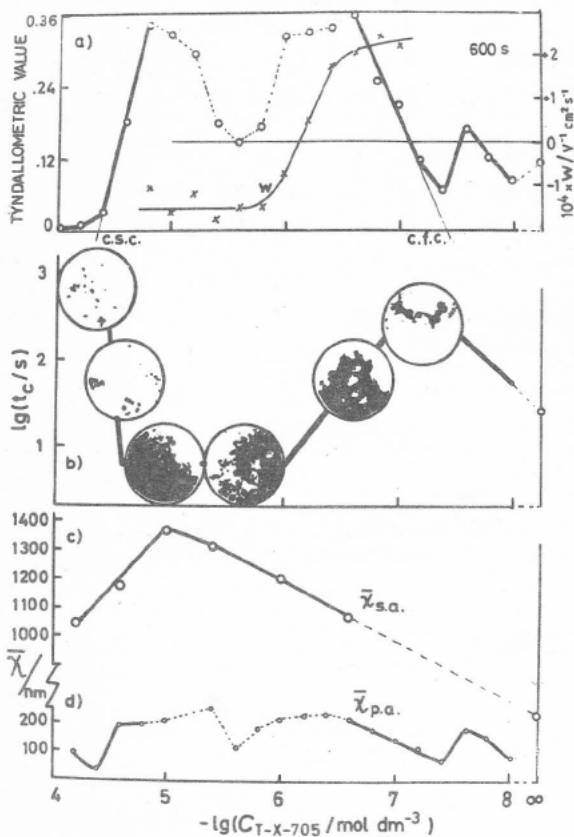 a)
0.36
.24
.12
0
TYNDALLOMETRIC VALUE
600 s
W
+2
+1
0
-1
10⁴ × W / V⁻¹ cm² s⁻¹
c.s.c.
c.f.c.
3
2
1
lg(t_c/s)
b)
c)
1400
1300
1200
1100
1000
χ̄ s.a.
χ̄/nm
d)
200
100
χ̄ p.a.
4 5 6 7 8 ∞
-lg(C_T-X-705/mol dm⁻³)